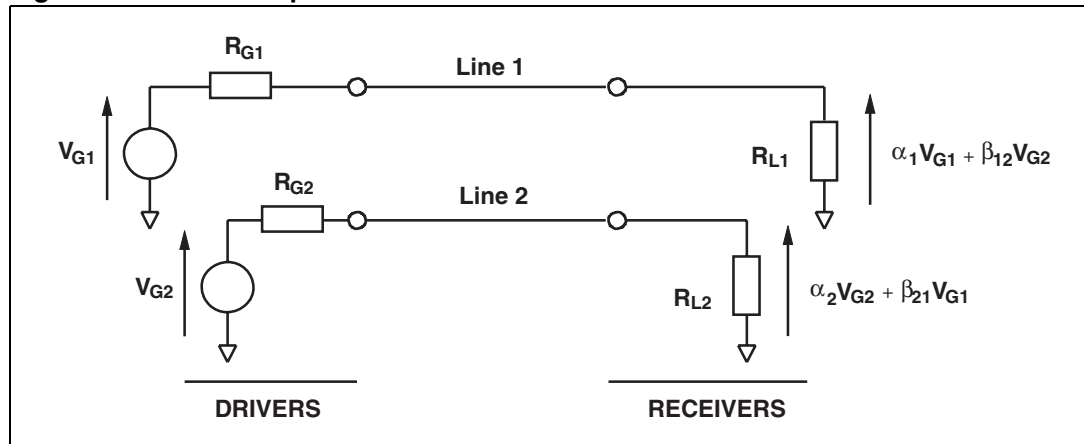 R_G1
Line 1
V_G1
R_L1
α₁V_G1 + β₁₂V_G2
R_G2
Line 2
V_G2
R_L2
α₂V_G2 + β₂₁V_G1
DRIVERS
RECEIVERS